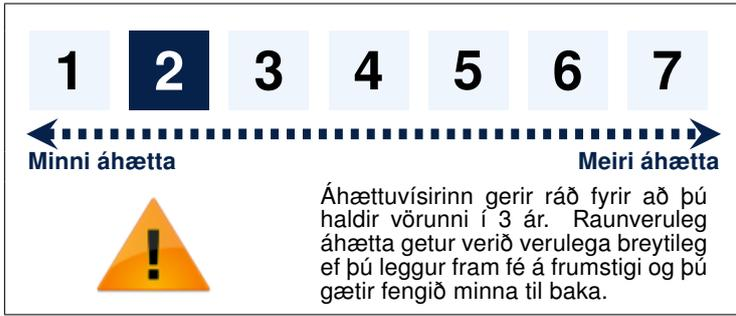 1 2 3 4 5 6 7
Minni áhætta Meiri áhætta
Áhættuvísirinn gerir ráð fyrir að þú
haldir vörunni í 3 ár. Raunveruleg
áhætta getur verið verulega breytileg
ef þú leggur fram fé á frumstigi og þú
gætir fengið minna til baka.